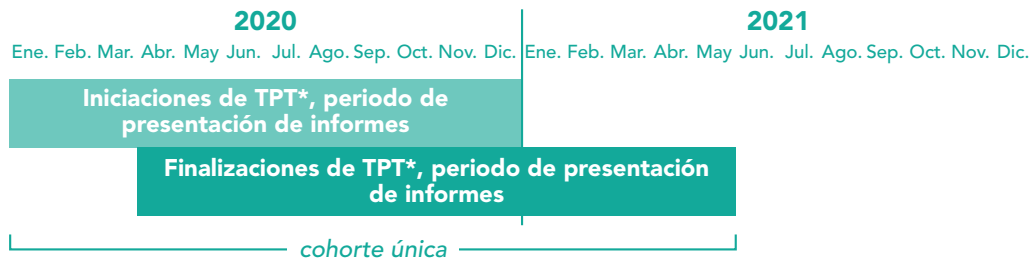 2020 2021
Ene. Feb. Mar. Abr. May Jun. Jul. Ago. Sep. Oct. Nov. Dic. Ene. Feb. Mar. Abr. May Jun. Jul. Ago. Sep. Oct. Nov. Dic.
Iniciaciones de TPT*, periodo de
presentación de informes
Finalizaciones de TPT*, periodo de presentación
de informes
cohorte única